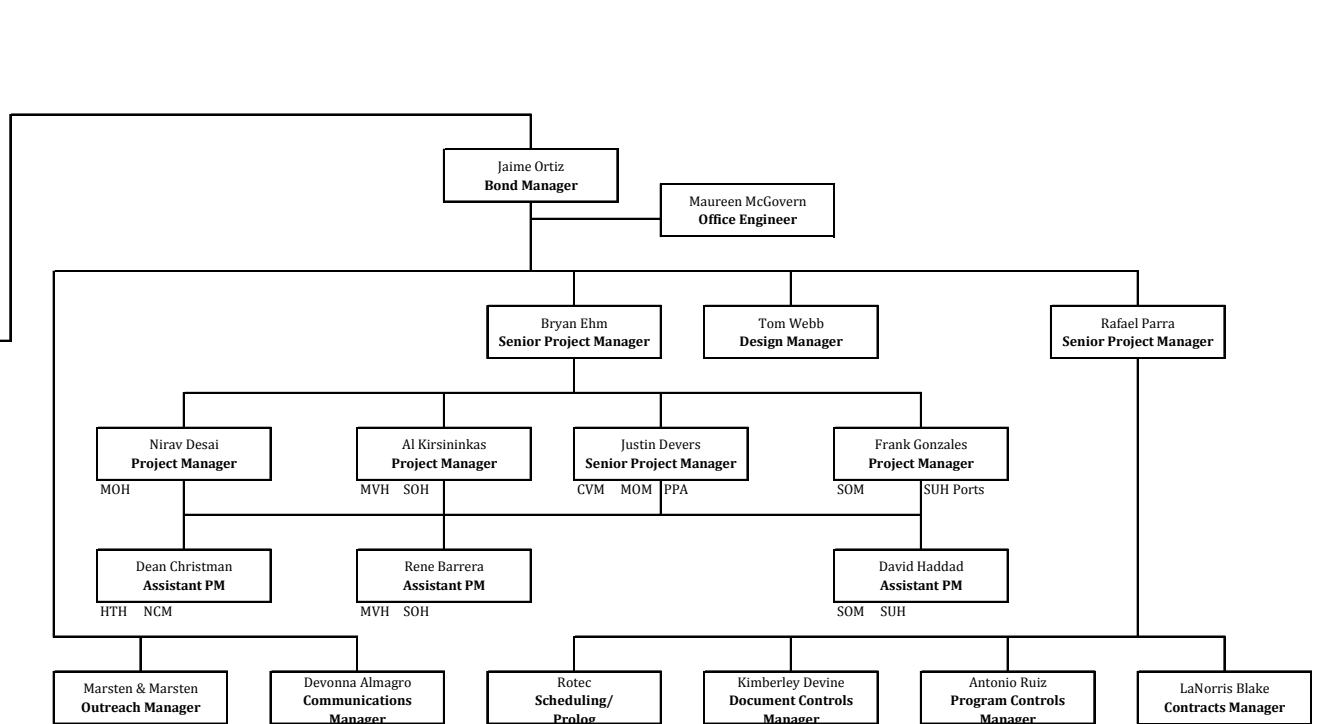 Jaime Ortiz
Bond Manager
Maureen McGovern
Office Engineer
Bryan Ehm
Senior Project Manager
Tom Webb
Design Manager
Rafael Parra
Senior Project Manager
Nirav Desai
Project Manager
MOH
Al Kirsininkas
Project Manager
MVH SOH
Justin Devers
Senior Project Manager
CVM MOM PPA
Frank Gonzales
Project Manager
SOM SUH Ports
Dean Christman
Assistant PM
HTH NCM
Rene Barrera
Assistant PM
MVH SOH
David Haddad
Assistant PM
SOM SUH
Marsten & Marsten
Outreach Manager
Devonna Almagro
Communications
Manager
Rotec
Scheduling/
Prolog
Kimberley Devine
Document Controls
Manager
Antonio Ruiz
Program Controls
Manager
LaNorris Blake
Contracts Manager